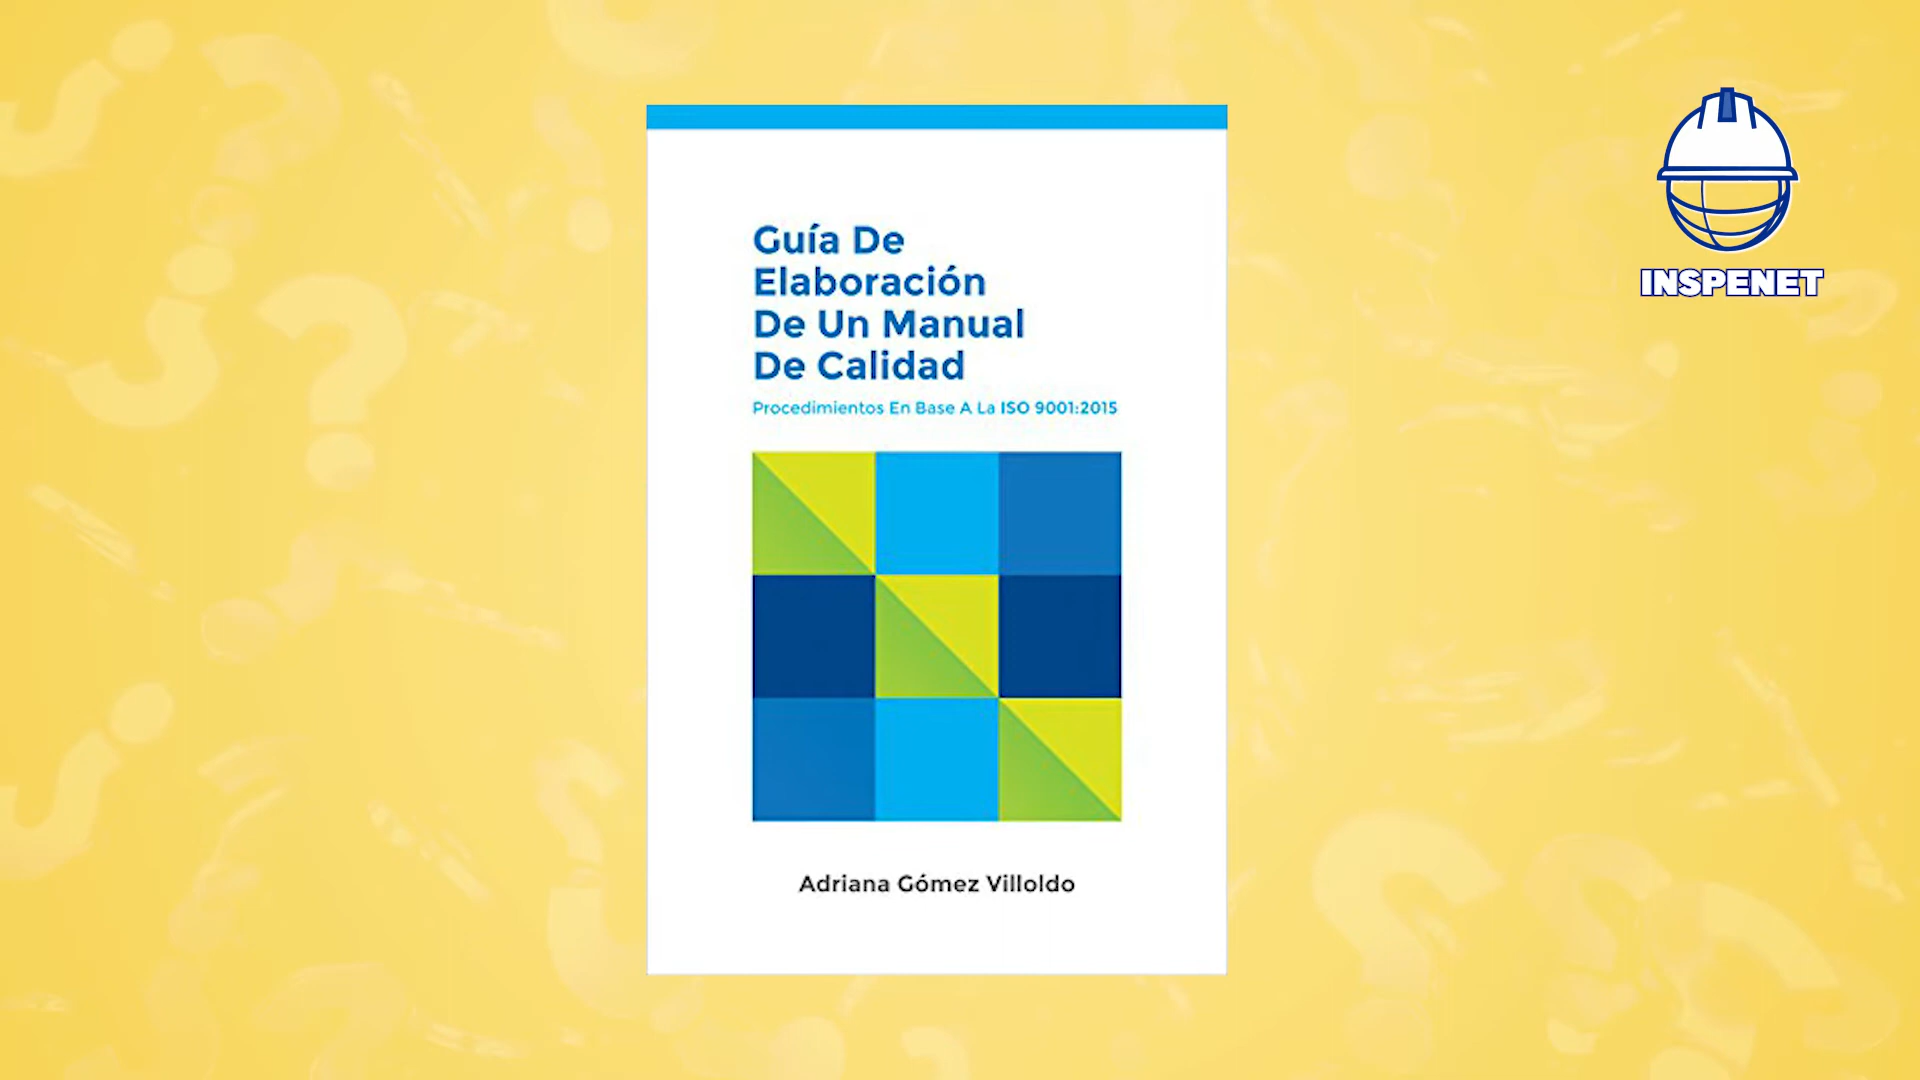 Guía De
Elaboración
De Un Manual
De Calidad
Procedimientos En Base A La ISO 9001:2015
Adriana Gómez Villoldo
INSPENET